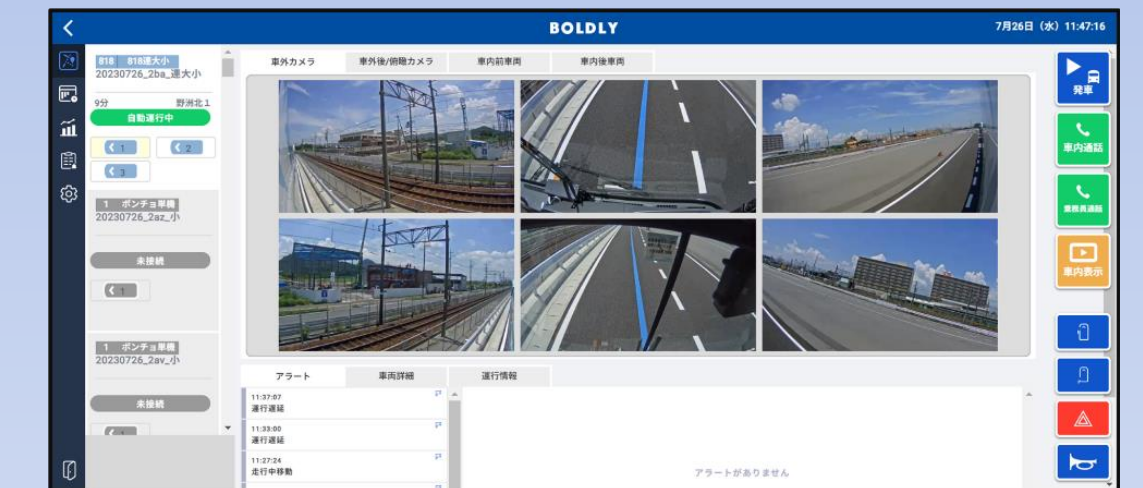 BOLDLY
7月26日（水）11:47:16
818 818連大小
20230726_2ba_連大小
9分 野洲北1
自動運行中
1
2
3
1 ポンチョ単機
20230726_2az_小
未接続
1
1 ポンチョ単機
20230726_2av_小
未接続
車外カメラ
車外後/俯瞰カメラ
車内前車両
車内後車両
アラート
車両詳細
運行情報
11:37:07
運行遅延
11:33:00
運行遅延
11:27:24
走行中移動
アラートがありません
発車
車内通話
乗務員通話
車内表示